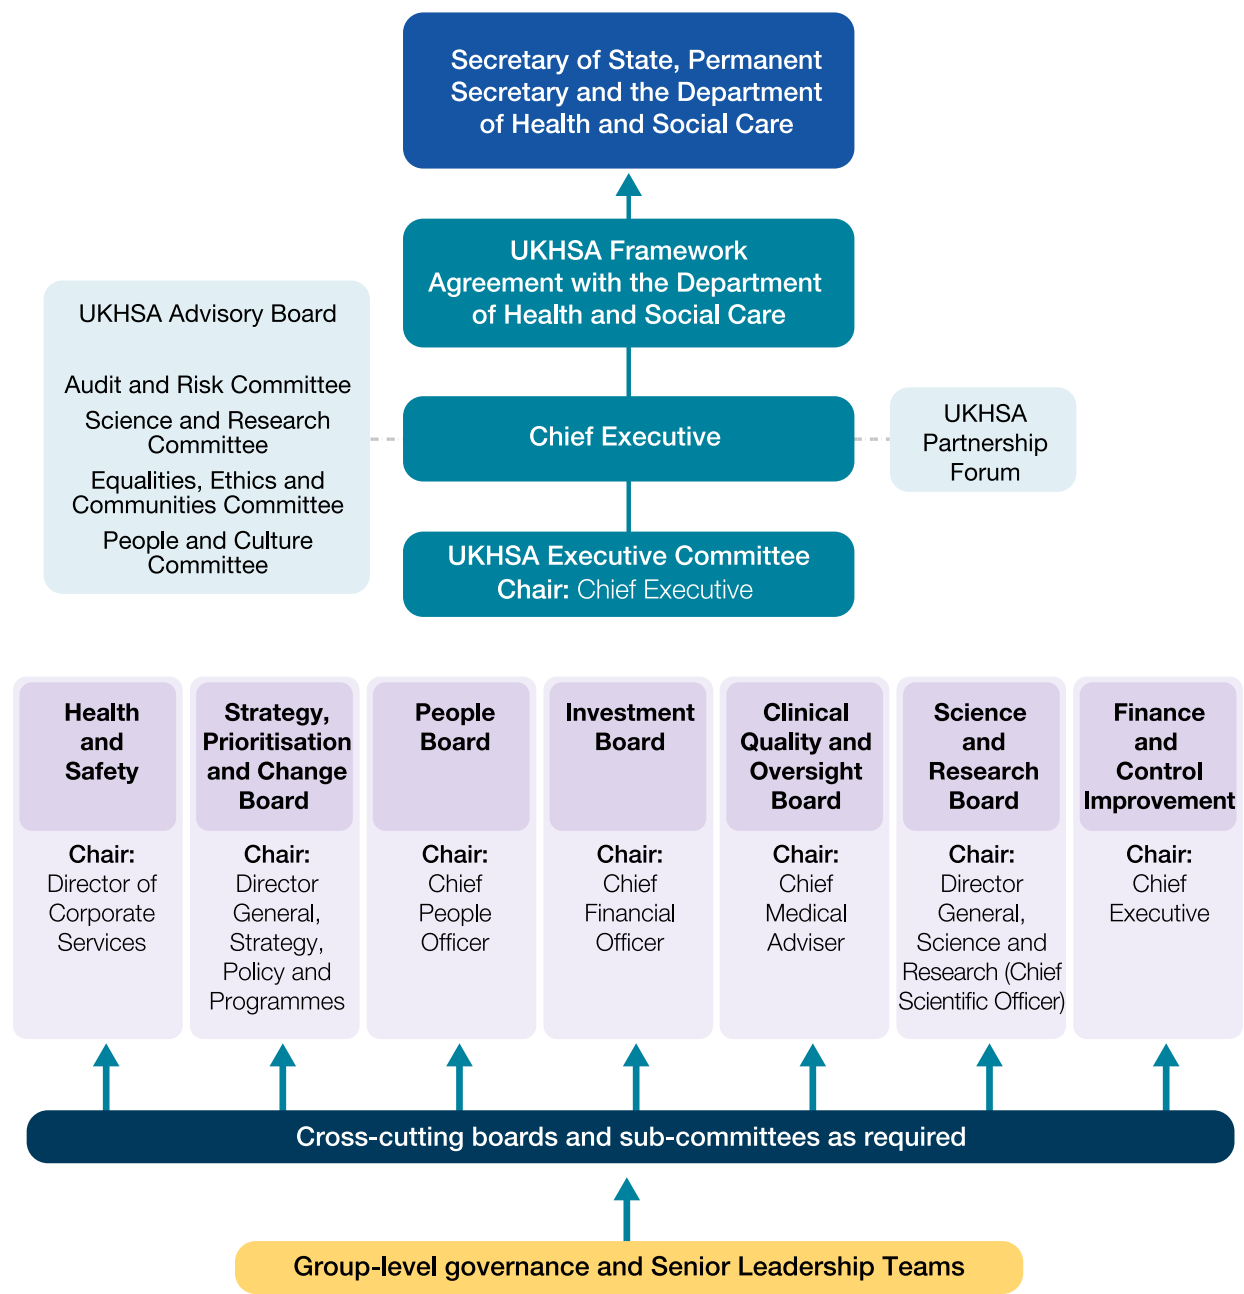 Secretary of State, Permanent
Secretary and the Department
of Health and Social Care
UKHSA Framework
Agreement with the Department
of Health and Social Care
UKHSA Advisory Board
Audit and Risk Committee
Science and Research
Committee
Equalities, Ethics and
Communities Committee
People and Culture
Committee
Chief Executive
UKHSA
Partnership
Forum
UKHSA Executive Committee
Chair: Chief Executive
Health
and
Safety
Chair:
Director of
Corporate
Services
Strategy,
Prioritisation
and Change
Board
Chair:
Director
General,
Strategy,
Policy and
Programmes
People
Board
Chair:
Chief
People
Officer
Investment
Board
Chair:
Chief
Financial
Officer
Clinical
Quality and
Oversight
Board
Chair:
Chief
Medical
Adviser
Science
and
Research
Board
Chair:
Director
General,
Science and
Research (Chief
Scientific Officer)
Finance
and
Control
Improvement
Chair:
Chief
Executive
Cross-cutting boards and sub-committees as required
Group-level governance and Senior Leadership Teams